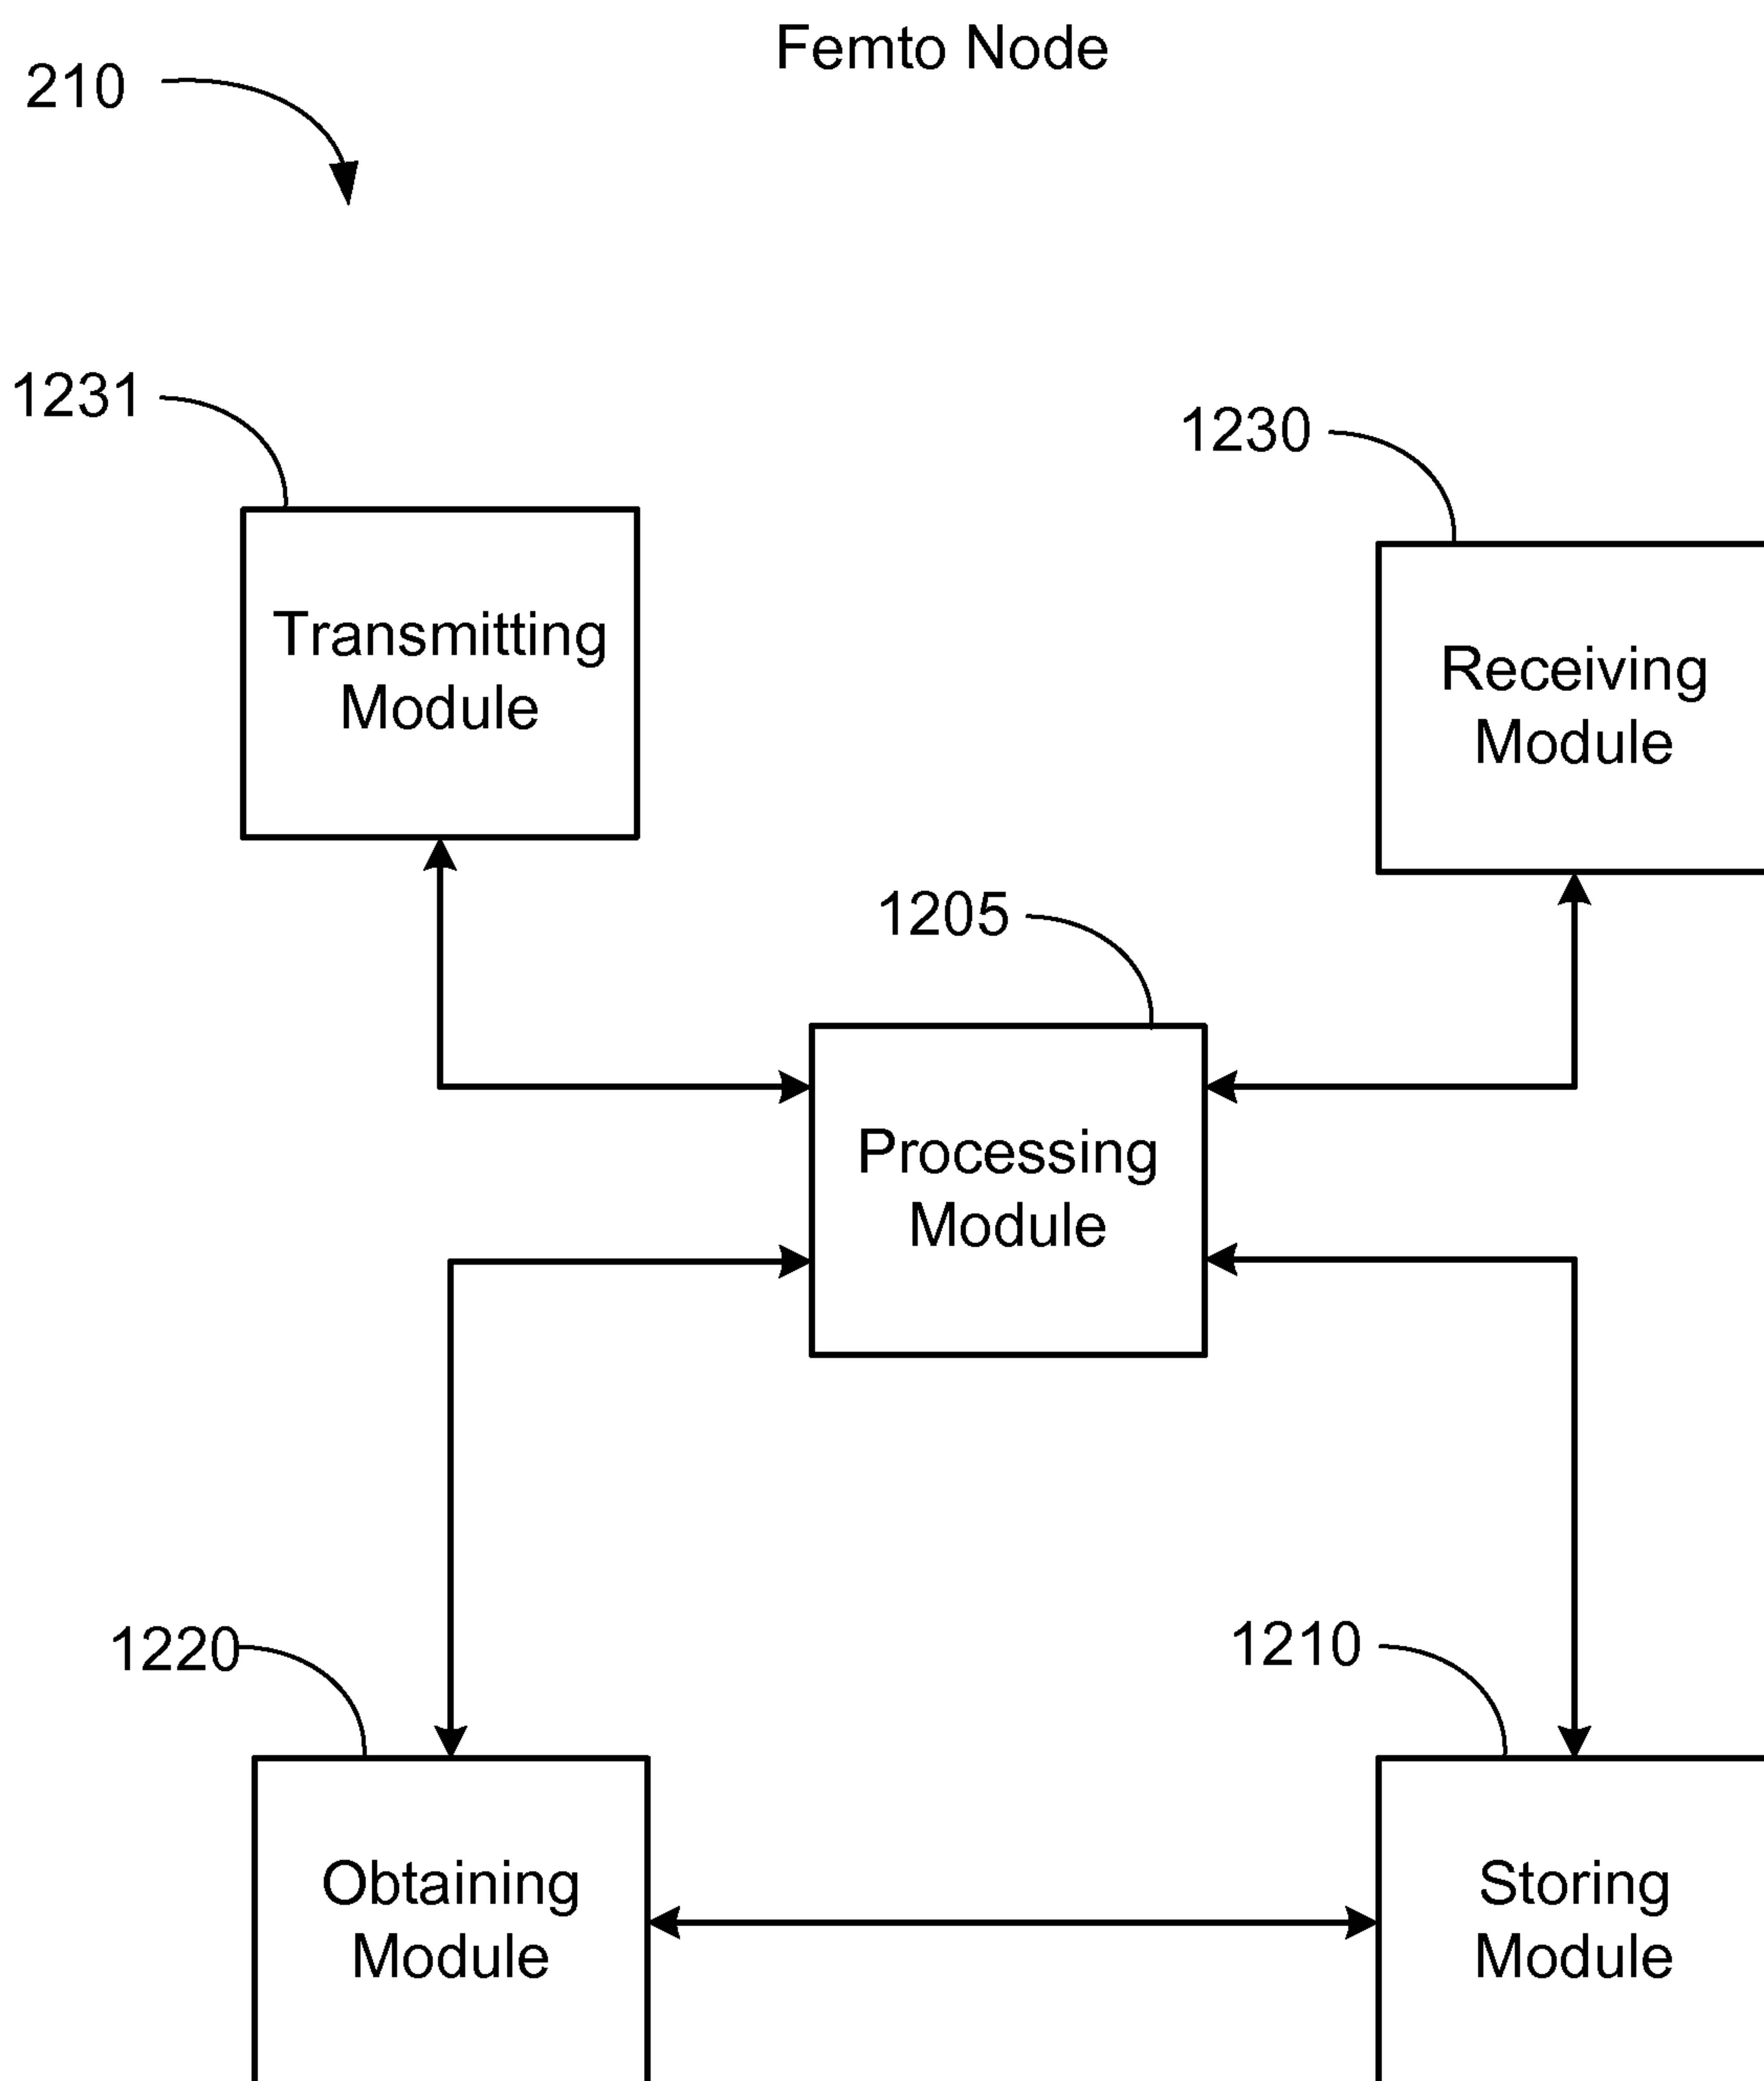 Femto Node
210
1231
1230
Transmitting
Module
Receiving
Module
1205
Processing
Module
1220
1210
Obtaining
Module
Storing
Module